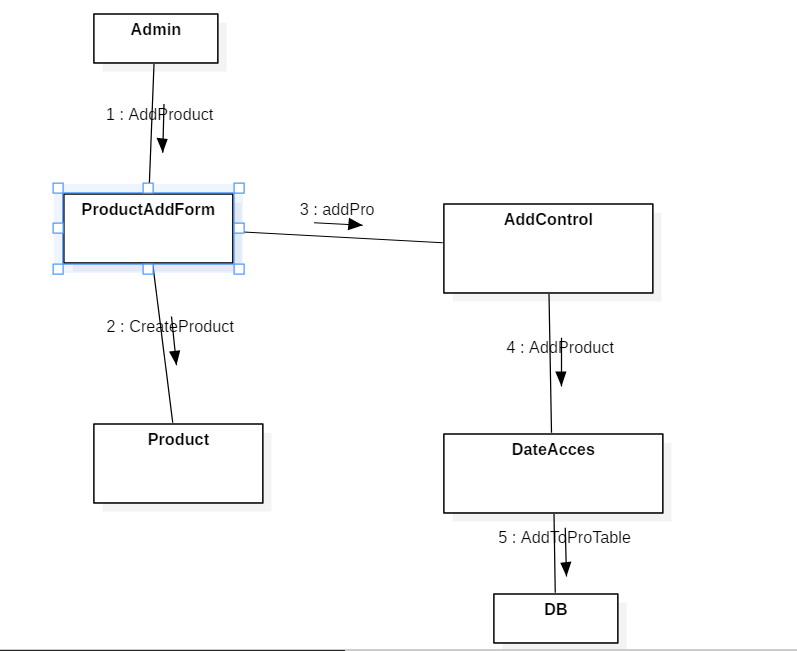 Admin
1 : AddProduct
ProductAddForm
3 : addPro
AddControl
2 : CreateProduct
4 : AddProduct
Product
DateAcces
5 : AddToProTable
DB